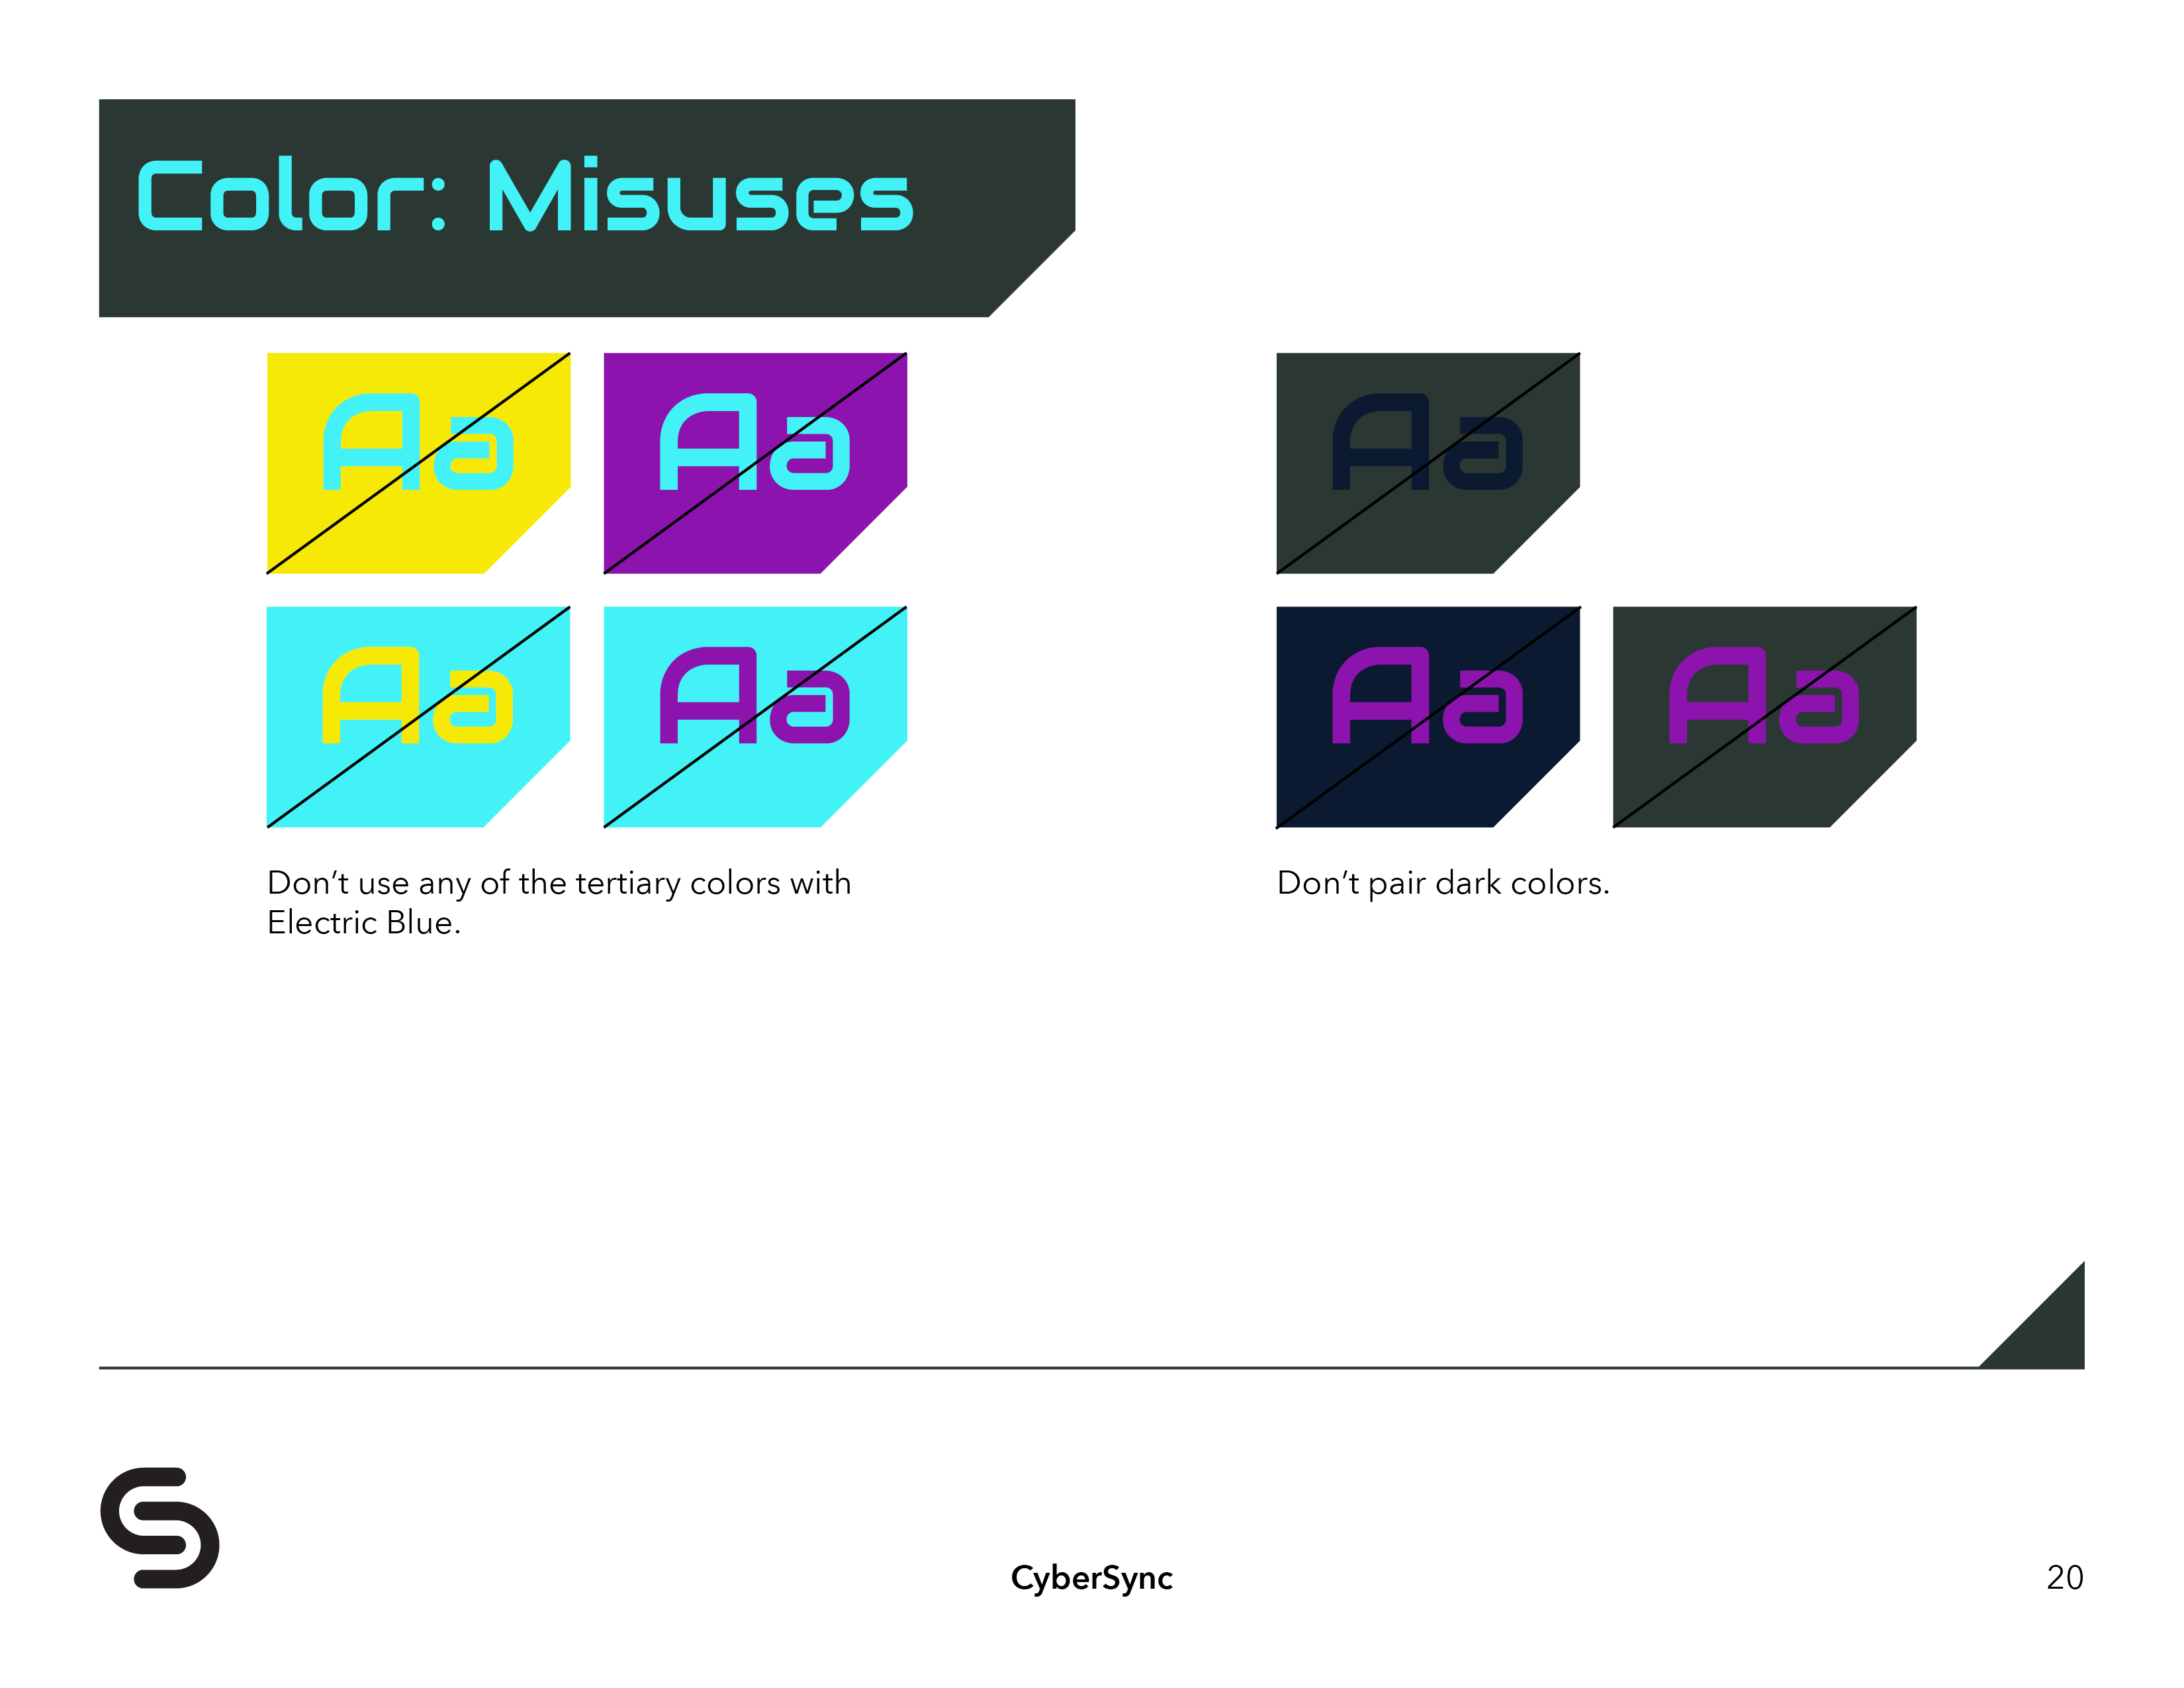 Color: Misuses
Aa Aa Aa
Aa Aa Aa Aa
Don't use any of the tertiary colors with
Electric Blue.
Don't pair dark colors.
CyberSync
20